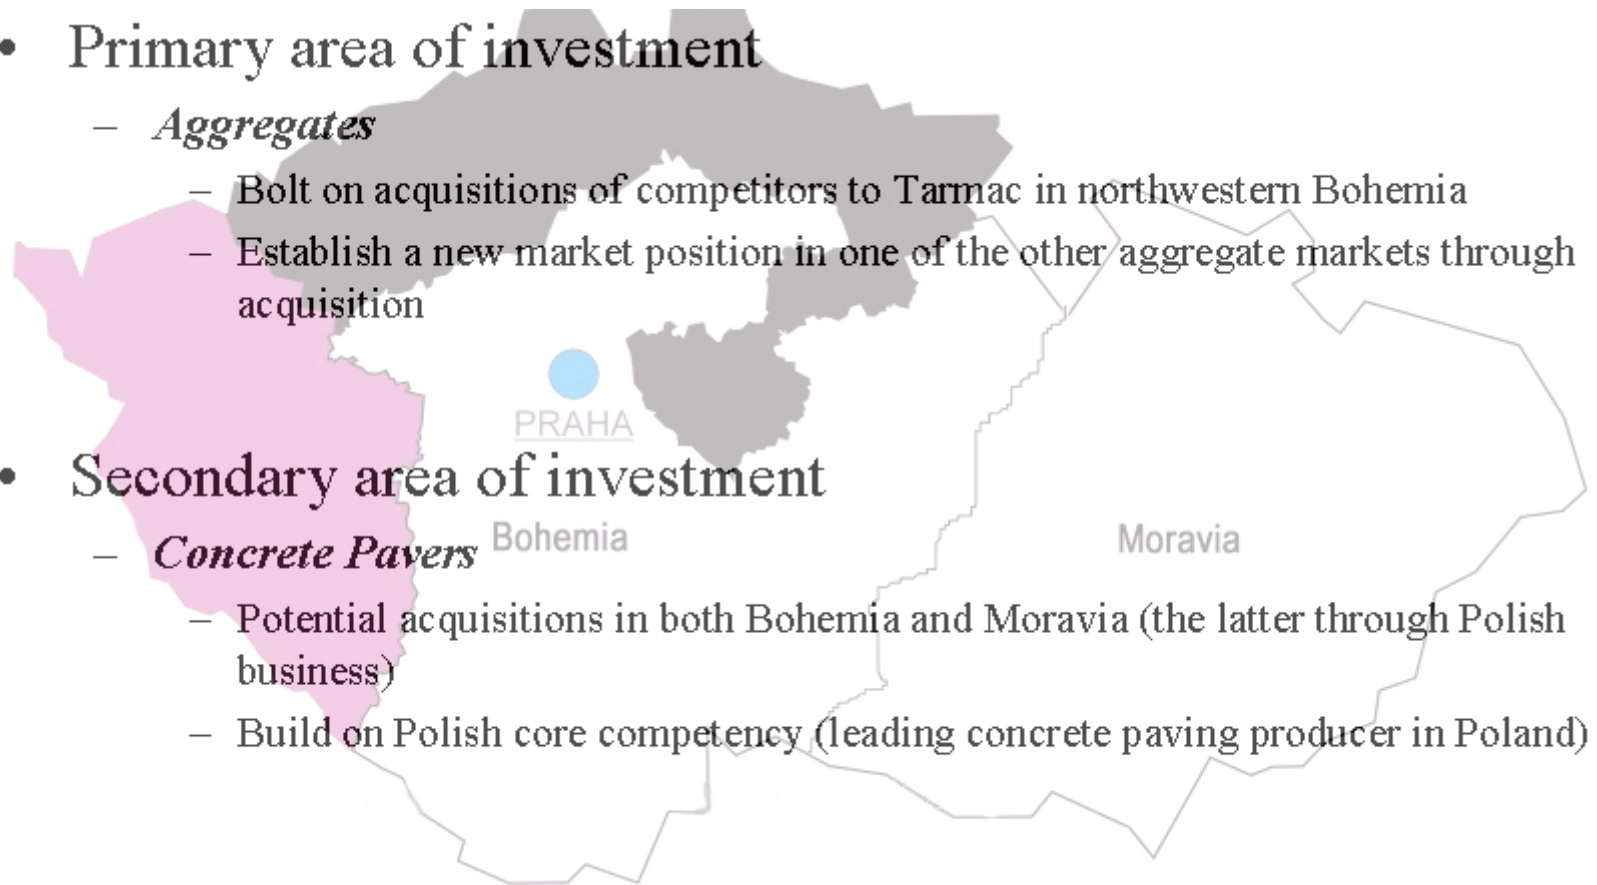 • Primary area of investment
– Aggregates
– Bolt on acquisitions of competitors to Tarmac in northwestern Bohemia
– Establish a new market position in one of the other aggregate markets through
acquisition
PRAHA
• Secondary area of investment
Bohemia
Moravia
– Concrete Pavers
– Potential acquisitions in both Bohemia and Moravia (the latter through Polish
business)
– Build on Polish core competency (leading concrete paving producer in Poland)